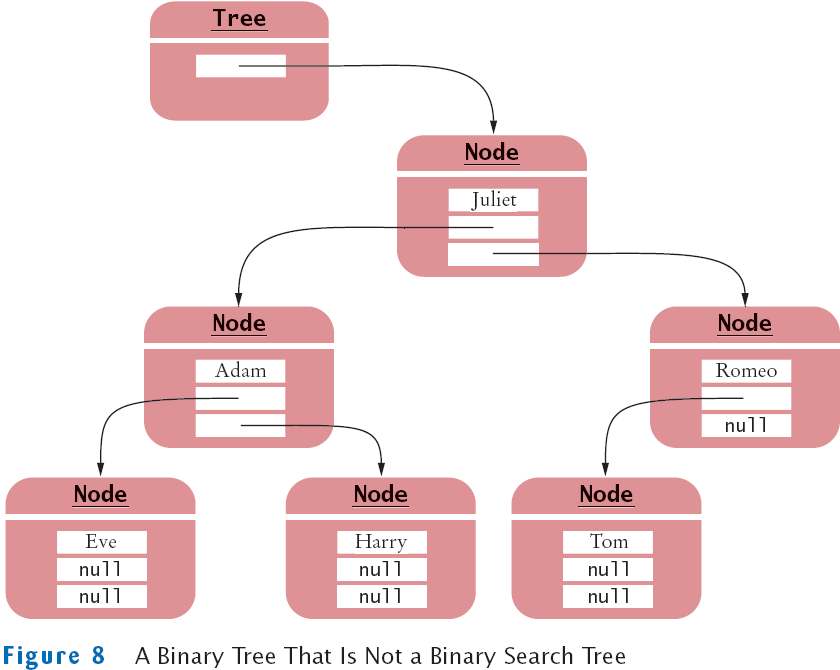 Tree
Node
Juliet
Node
Node
Adam
Romeo
null
Node
Node
Node
Eve
Harry
Tom
null
null
null
null
null
null
Figure 8 A Binary Tree That Is Not a Binary Search Tree